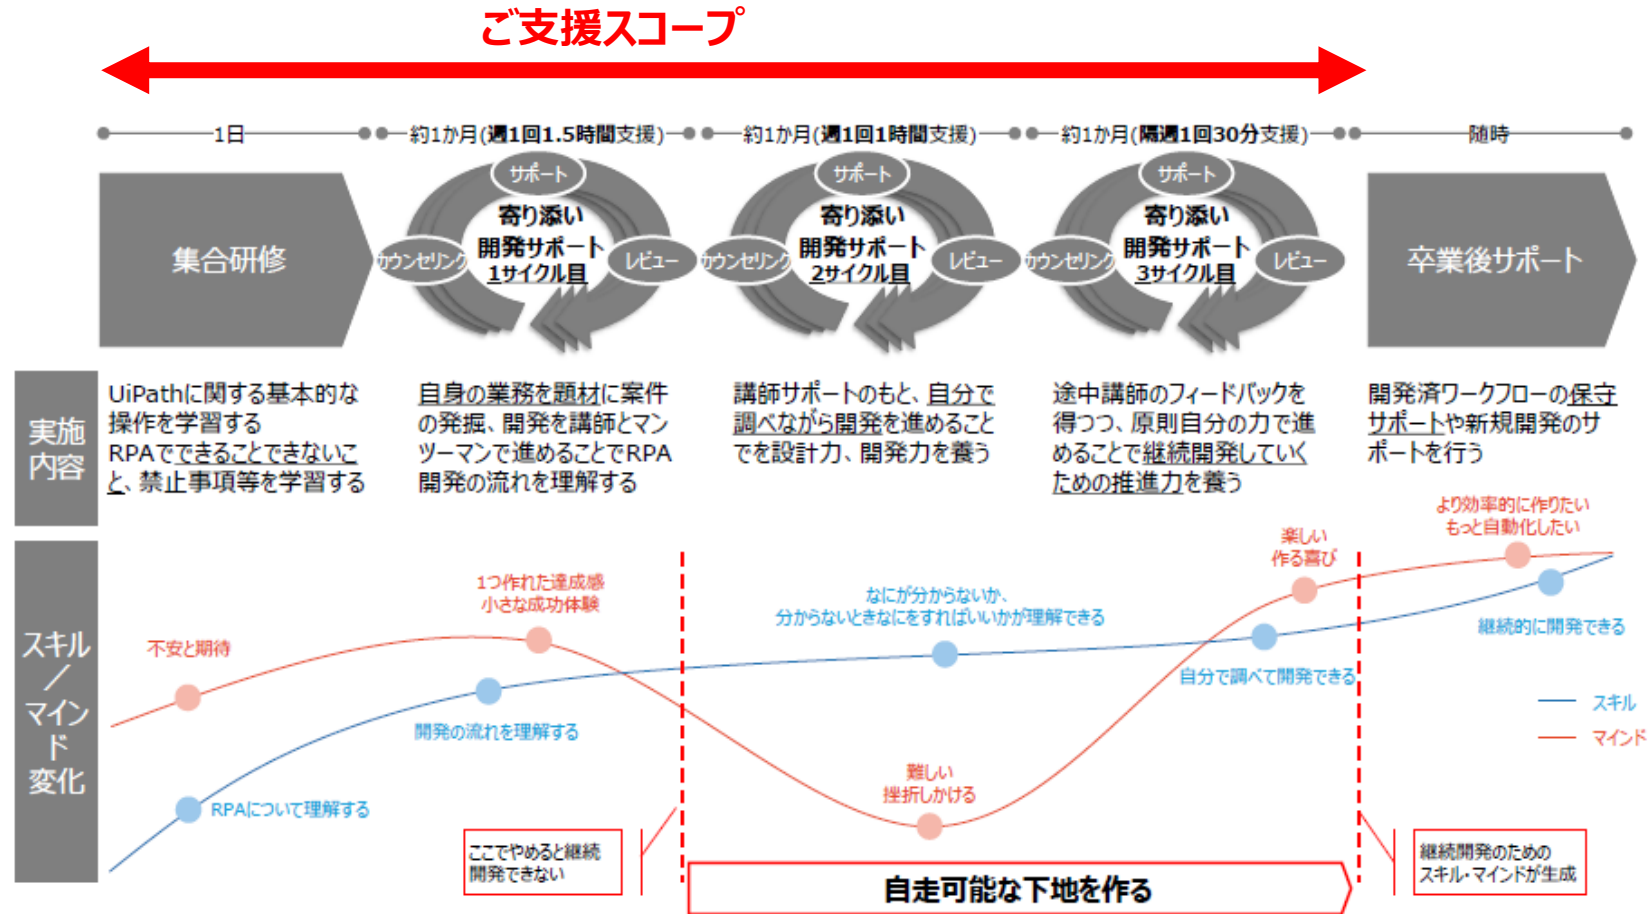 ご支援スコープ
1日
約1か月(週1回1.5時間支援)
約1か月(週1回1時間支援)
約1か月(隔週1回30分支援)
随時
集合研修
サポート
寄り添い
開発サポート
1サイクル目
カウンセリング
レビュー
サポート
寄り添い
開発サポート
2サイクル目
カウンセリング
レビュー
サポート
寄り添い
開発サポート
3サイクル目
カウンセリング
レビュー
卒業後サポート
実施
内容
UiPathに関する基本的な
操作を学習する
RPAでできることできないこ
と、禁止事項等を学習する
自身の業務を題材に案件
の発掘、開発を講師とマン
ツーマンで進めることでRPA
開発の流れを理解する
講師サポートのもと、自分で
調べながら開発を進めること
でを設計力、開発力を養う
途中講師のフィードバックを
得つつ、原則自分の力で進
めることで継続開発していく
ための推進力を養う
開発済ワークフローの保守
サポートや新規開発のサ
ポートを行う
スキル
／
マイン
ド
変化
不安と期待
1つ作れた達成感
小さな成功体験
なにが分からないか、
分からないときなにをすればいいかが理解できる
楽しい
作る喜び
より効率的に作りたい
もっと自動化したい
RPAについて理解する
開発の流れを理解する
難しい
挫折しかける
自分で調べて開発できる
継続的に開発できる
スキル
マインド
ここでやめると継続
開発できない
自走可能な下地を作る
継続開発のための
スキル・マインドが生成